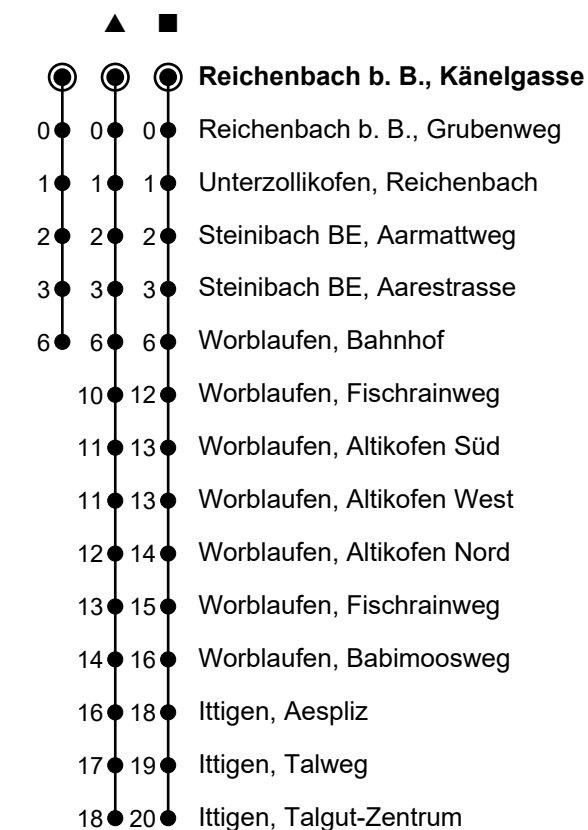 ▲ ■
Reichenbach b. B., Känelgasse
0 0 0 Reichenbach b. B., Grubenweg
1 1 1 Unterzollikofen, Reichenbach
2 2 2 Steinibach BE, Aarmattweg
3 3 3 Steinibach BE, Aarestrasse
6 6 6 Worblaufen, Bahnhof
10 12 Worblaufen, Fischrainweg
11 13 Worblaufen, Altikofen Süd
11 13 Worblaufen, Altikofen West
12 14 Worblaufen, Altikofen Nord
13 15 Worblaufen, Fischrainweg
14 16 Worblaufen, Babimoosweg
16 18 Ittigen, Aespliz
17 19 Ittigen, Talweg
18 20 Ittigen, Talgut-Zentrum